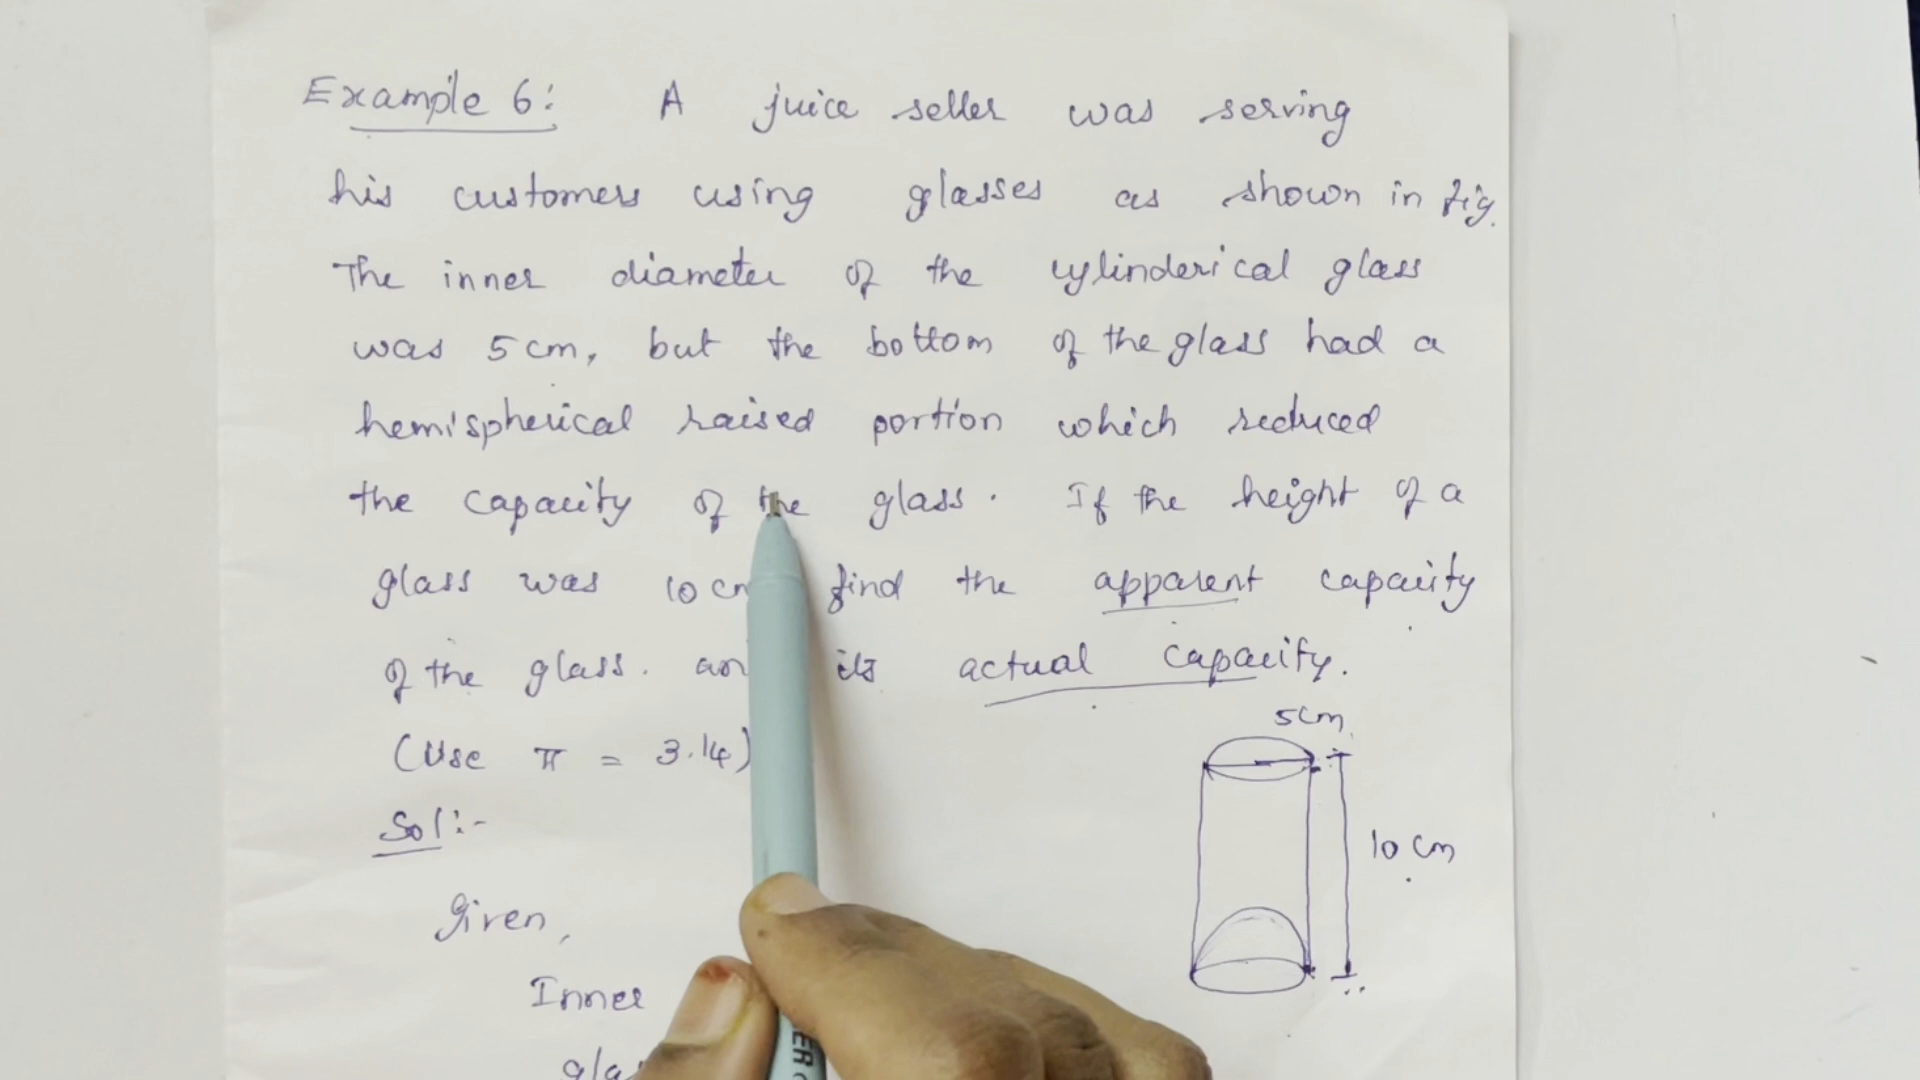 Example 6: A juice seller was serving
his customers using glasses as shown in fig.
The inner diameter of the cylinderical glass
was 5 cm, but the bottom of the glass had a
hemispherical raised portion which reduced
the capacity of the glass. If the height of a
glass was 10 find the apparent capacity
of the glass. its actual capacity.
(Use π = 3.14)
5cm
10 cm
Sol:-
Given,
Inner
ER